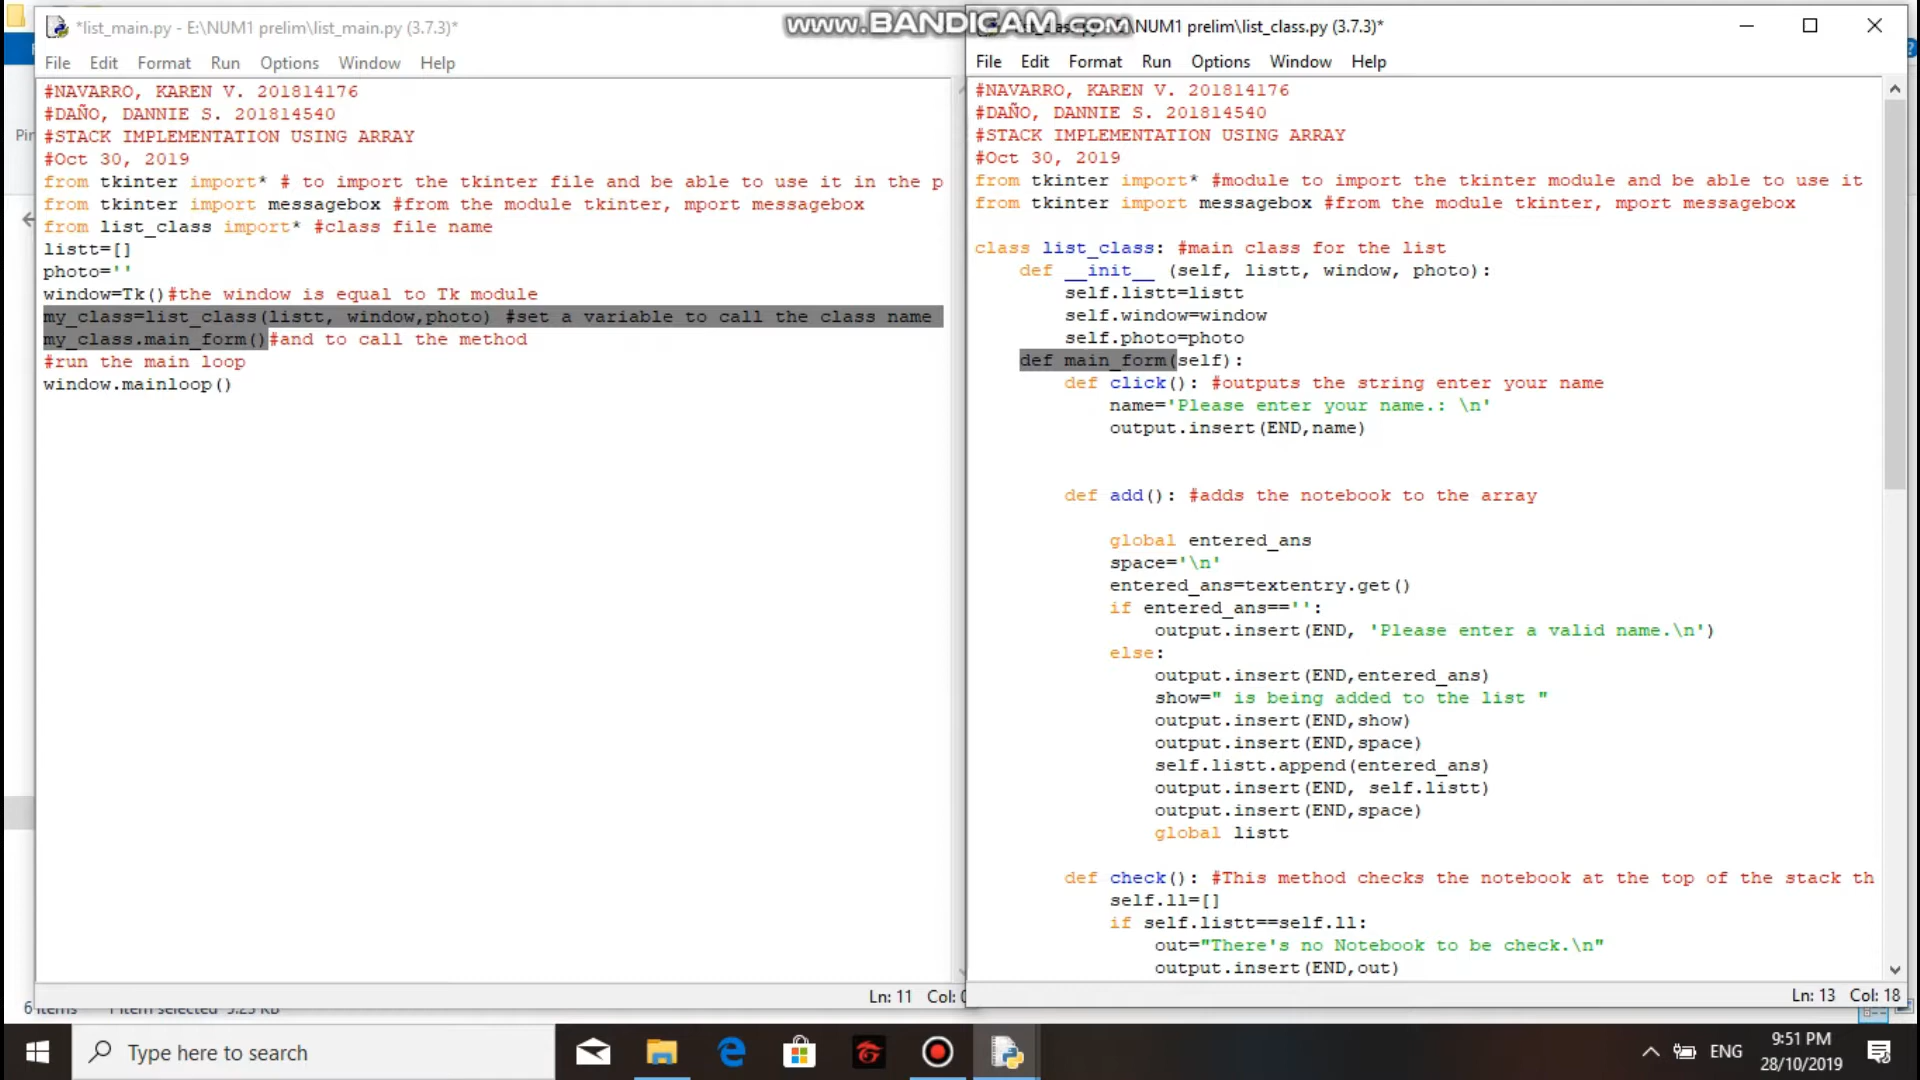 *list_main.py - E:\NUM1 prelim\list_main.py (3.7.3)*
File Edit Format Run Options Window Help
#NAVARRO, KAREN V. 201814176
#DAÑO, DANNIE S. 201814540
#STACK IMPLEMENTATION USING ARRAY
#Oct 30, 2019
from tkinter import* # to import the tkinter file and be able to use it in the p
from tkinter import messagebox #from the module tkinter, mport messagebox
from list_class import* #class file name
listt=[]
photo=''
window=Tk()#the window is equal to Tk module
my_class=list_class(listt, window,photo) #set a variable to call the class name
my_class.main_form()#and to call the method
#run the main loop
window.mainloop()
Ln: 11 Col:
www.BANDICAM.com
\NUM1 prelim\list_class.py (3.7.3)*
File Edit Format Run Options Window Help
#NAVARRO, KAREN V. 201814176
#DAÑO, DANNIE S. 201814540
#STACK IMPLEMENTATION USING ARRAY
#Oct 30, 2019
from tkinter import* #module to import the tkinter module and be able to use it
from tkinter import messagebox #from the module tkinter, mport messagebox
class list_class: #main class for the list
def __init__ (self, listt, window, photo):
self.listt=listt
self.window=window
self.photo=photo
def main_form(self):
def click(): #outputs the string enter your name
name='Please enter your name.: \n'
output.insert(END,name)
def add(): #adds the notebook to the array
global entered_ans
space='\n'
entered_ans=textentry.get()
if entered_ans=='':
output.insert(END, 'Please enter a valid name.\n')
else:
output.insert(END,entered_ans)
show=" is being added to the list "
output.insert(END,show)
output.insert(END,space)
self.listt.append(entered_ans)
output.insert(END, self.listt)
output.insert(END,space)
global listt
def check(): #This method checks the notebook at the top of the stack th
self.ll=[]
if self.listt==self.ll:
out="There's no Notebook to be check.\n"
output.insert(END,out)
Ln: 13 Col: 18
Pin
6 items 1 item selected 5.25 KB
Type here to search
ENG
9:51 PM
28/10/2019